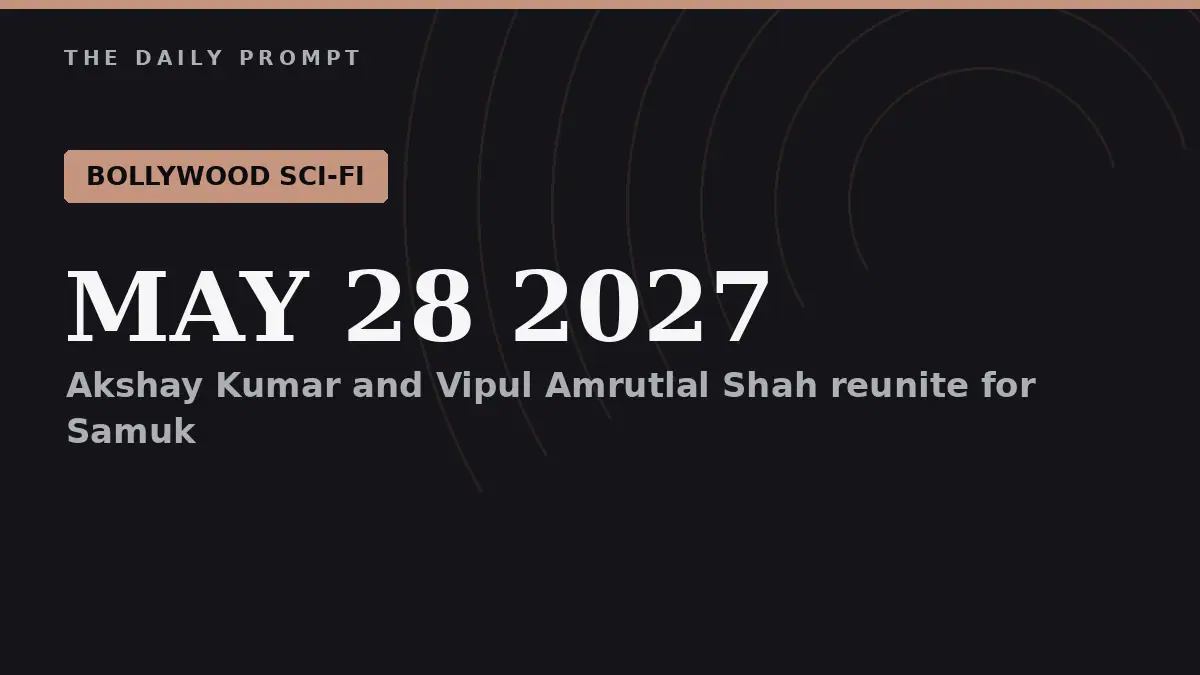 THE DAILY PROMPT
BOLLYWOOD SCI-FI
MAY 28 2027
Akshay Kumar and Vipul Amrutlal Shah reunite for
Samuk